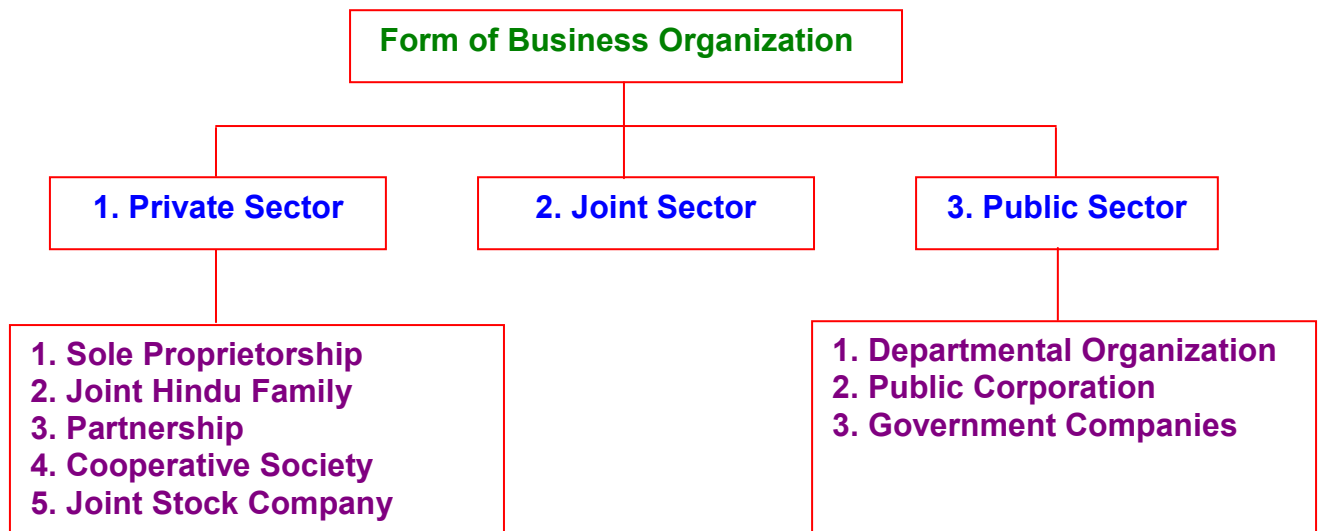 Form of Business Organization
1. Private Sector
2. Joint Sector
3. Public Sector
1. Sole Proprietorship
2. Joint Hindu Family
3. Partnership
4. Cooperative Society
5. Joint Stock Company
1. Departmental Organization
2. Public Corporation
3. Government Companies